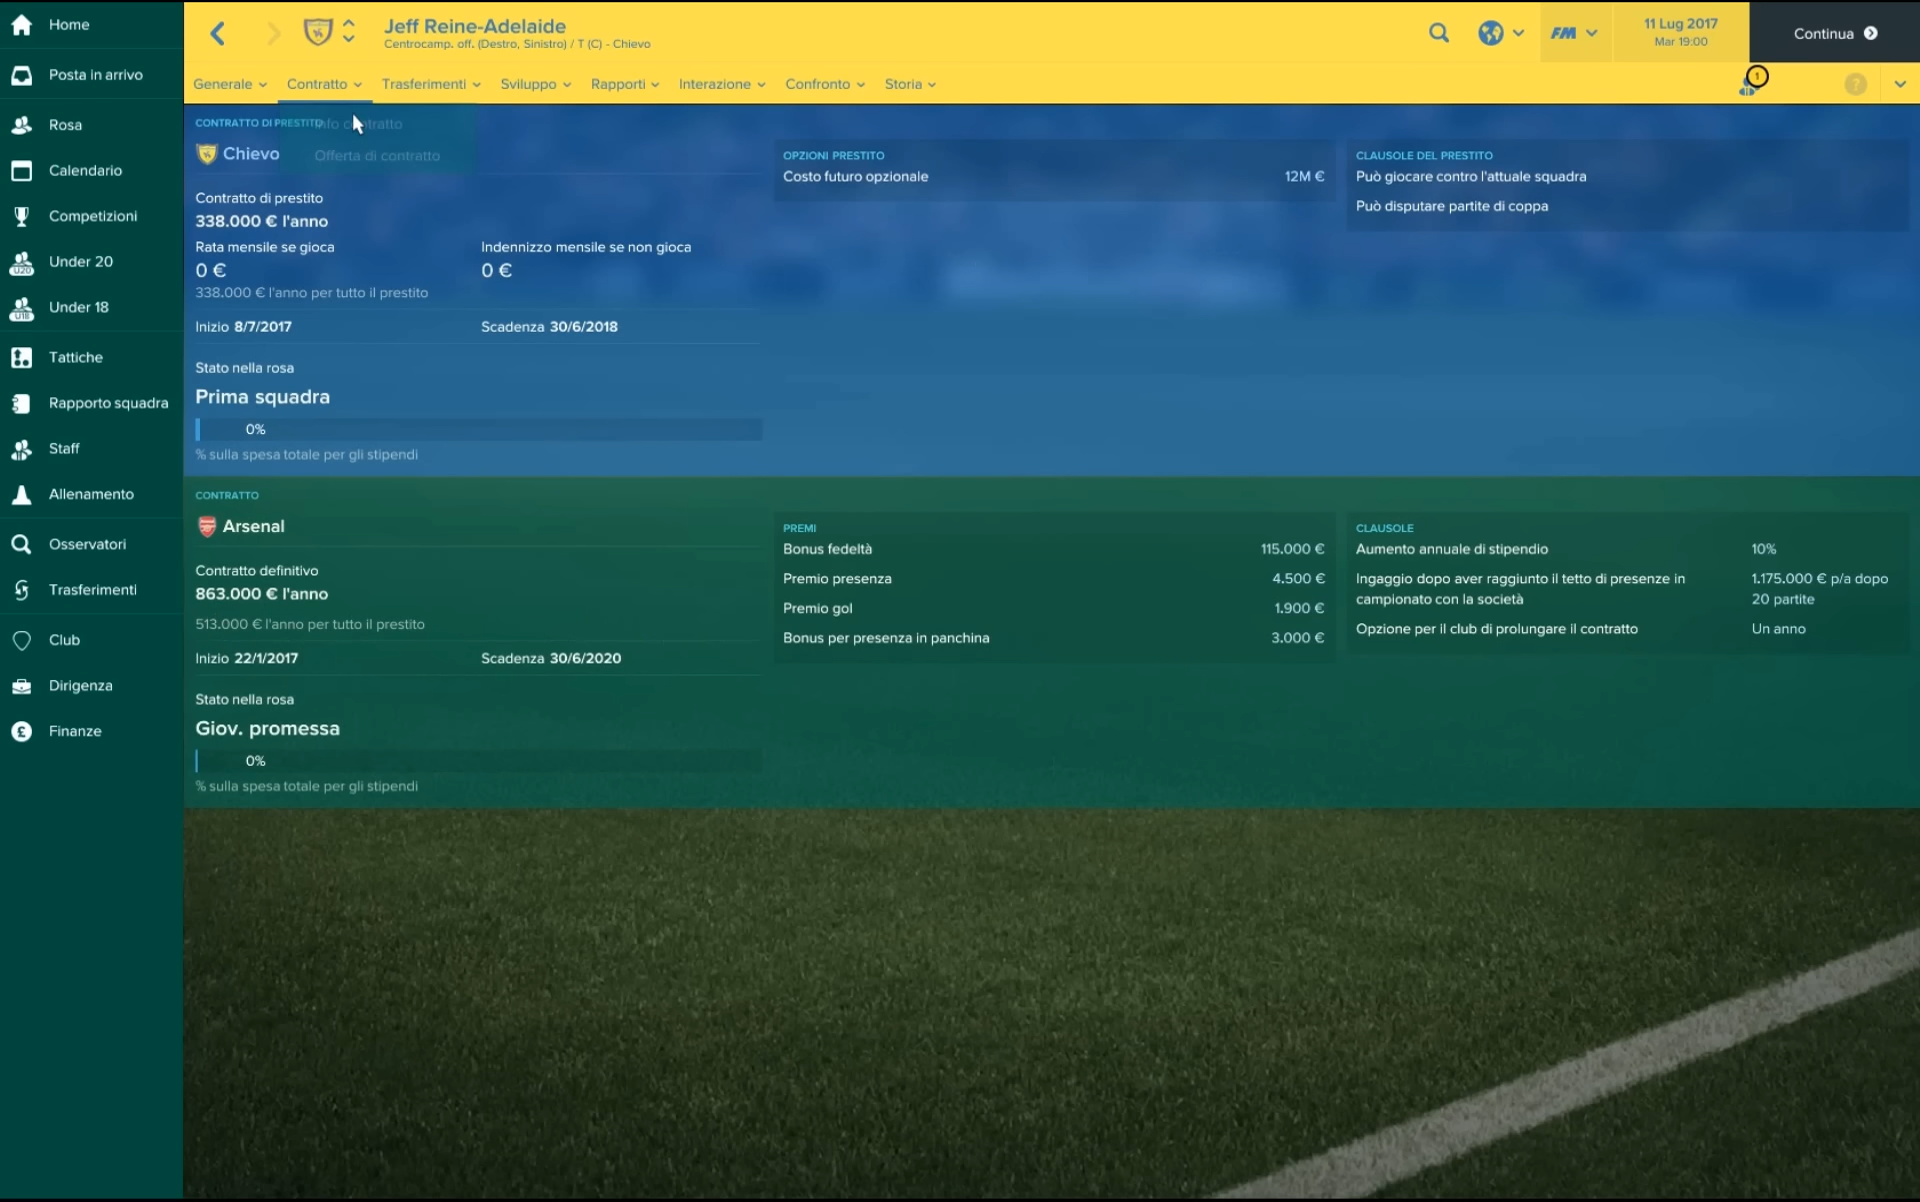 Home
Posta in arrivo
Rosa
Calendario
Competizioni
U20
Under 20
U18
Under 18
Tattiche
Rapporto squadra
Staff
Allenamento
Osservatori
Trasferimenti
Club
Dirigenza
Finanze
Jeff Reine-Adelaide
Centrocamp. off. (Destro, Sinistro) / T (C) - Chievo
FM
11 Lug 2017
Mar 19:00
Continua
Generale
Contratto
Trasferimenti
Sviluppo
Rapporti
Interazione
Confronto
Storia
1
?
CONTRATTO DI PRESTITO
Offerta di contratto
Chievo
Contratto di prestito
338.000 € l'anno
Rata mensile se gioca
Indennizzo mensile se non gioca
0 €
0 €
338.000 € l'anno per tutto il prestito
Inizio 8/7/2017
Scadenza 30/6/2018
Stato nella rosa
Prima squadra
0%
% sulla spesa totale per gli stipendi
OPZIONI PRESTITO
Costo futuro opzionale 12M €
CLAUSOLE DEL PRESTITO
Può giocare contro l'attuale squadra
Può disputare partite di coppa
CONTRATTO
Arsenal
Contratto definitivo
863.000 € l'anno
513.000 € l'anno per tutto il prestito
Inizio 22/1/2017
Scadenza 30/6/2020
Stato nella rosa
Giov. promessa
0%
% sulla spesa totale per gli stipendi
PREMI
Bonus fedeltà 115.000 €
Premio presenza 4.500 €
Premio gol 1.900 €
Bonus per presenza in panchina 3.000 €
CLAUSOLE
Aumento annuale di stipendio 10%
Ingaggio dopo aver raggiunto il tetto di presenze in 1.175.000 € p/a dopo
campionato con la società 20 partite
Opzione per il club di prolungare il contratto Un anno